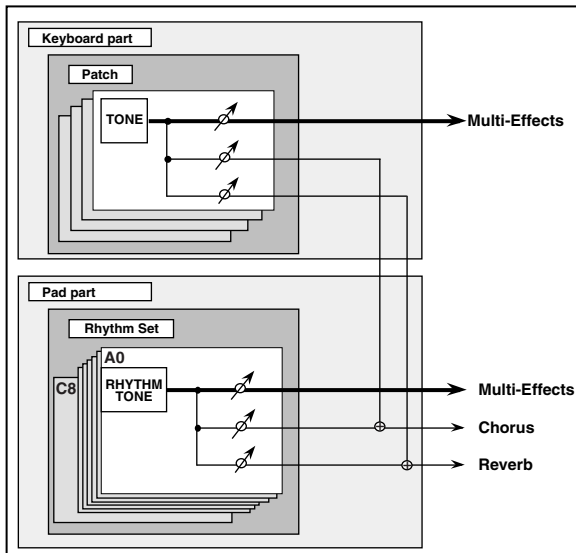 Keyboard part
Patch
TONE
Multi-Effects
Pad part
Rhythm Set
A0
C8
RHYTHM
TONE
Multi-Effects
Chorus
Reverb